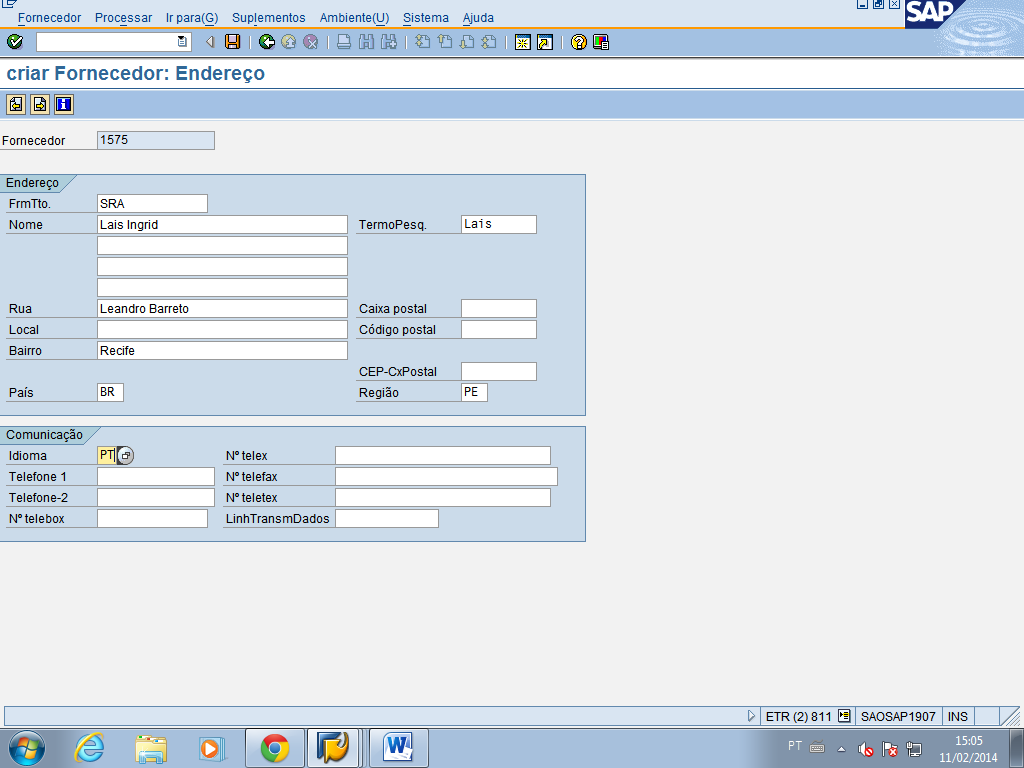 Fornecedor Processar Ir para(G) Suplementos Ambiente(U) Sistema Ajuda
SAP
criar Fornecedor: Endereço
Fornecedor 1575
Endereço
FrmTto. SRA
Nome Lais Ingrid TermoPesq. Lais
Rua Leandro Barreto Caixa postal
Local Código postal
Bairro Recife
CEP-CxPostal
País BR Região PE
Comunicação
Idioma PT Nº telex
Telefone 1 Nº telefax
Telefone-2 Nº teletex
Nº telebox LinhTransmDados
ETR (2) 811 SAOSAP1907 INS
PT 15:05
11/02/2014